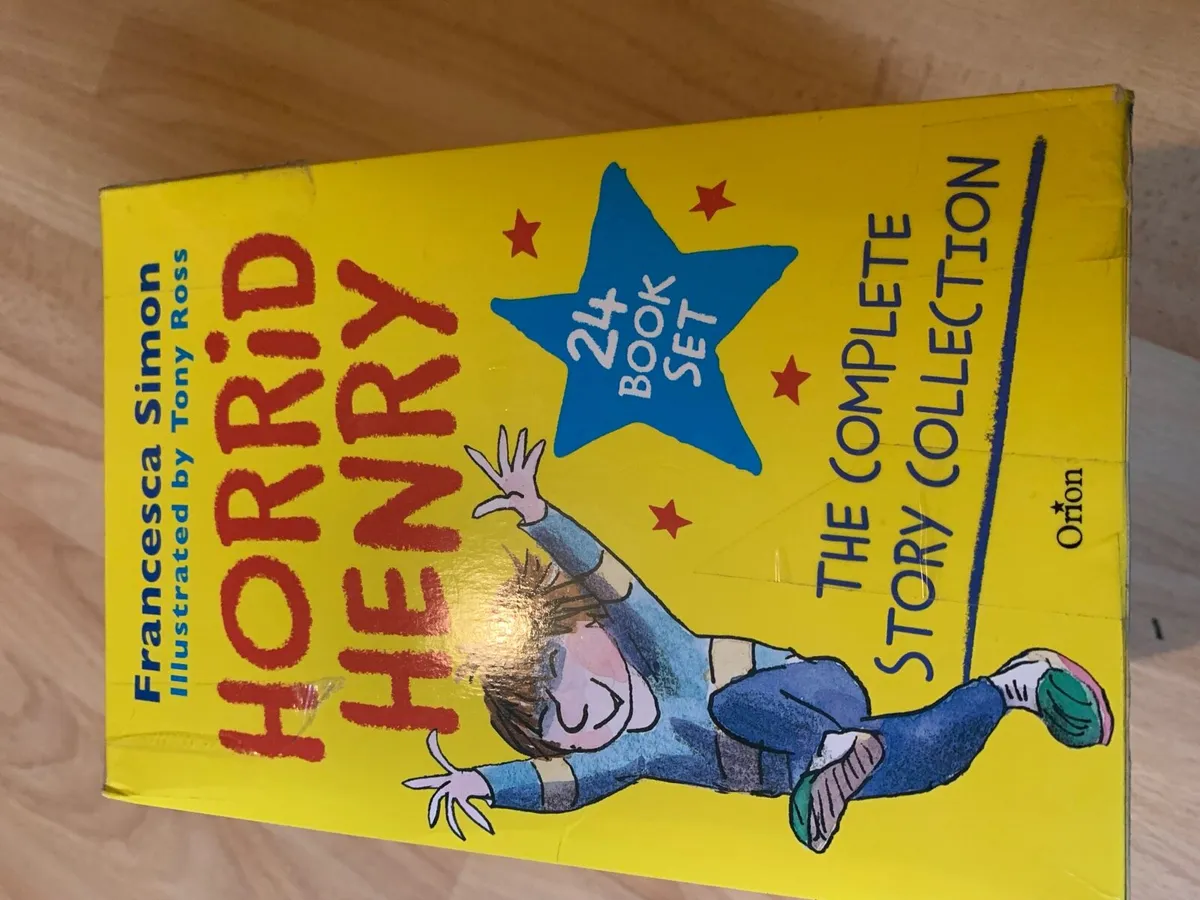 Francesca Simon
Illustrated by Tony Ross
HORRiD
HENRY
24
BOOK
SET
THE COMPLETE
STORY COLLECTION
Orion